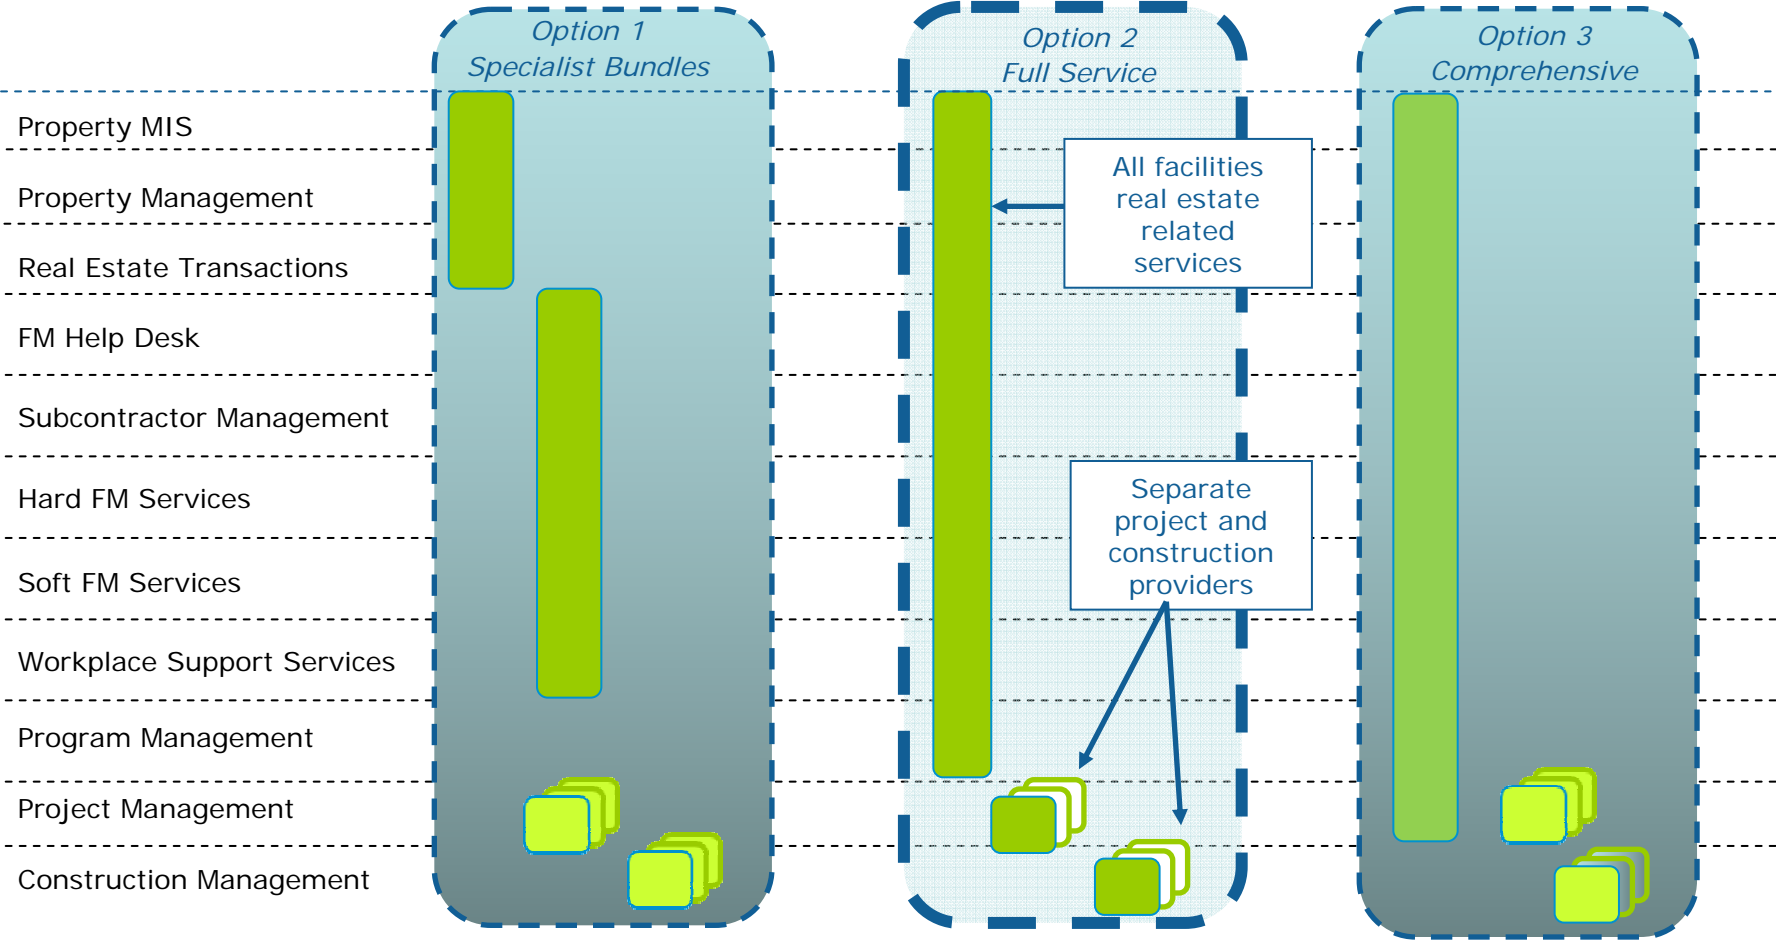 Option 1
Specialist Bundles
Option 2
Full Service
Option 3
Comprehensive
Property MIS
Property Management
Real Estate Transactions
FM Help Desk
Subcontractor Management
Hard FM Services
Soft FM Services
Workplace Support Services
Program Management
Project Management
Construction Management
All facilities
real estate
related
services
Separate
project and
construction
providers